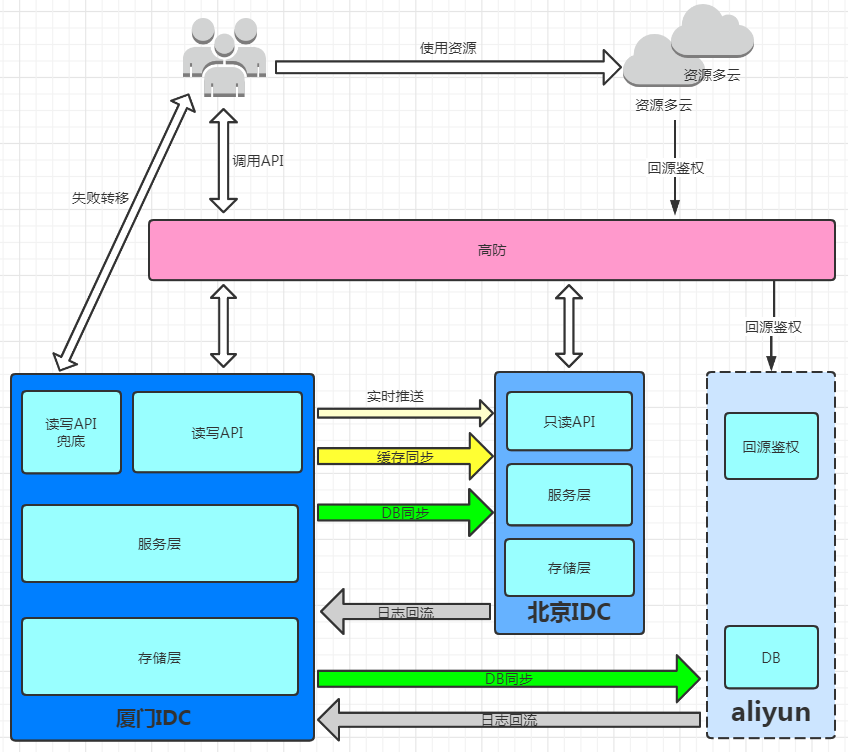 使用资源
资源多云
资源多云
调用API
回源鉴权
失败转移
高防
回源鉴权
读写API
兜底
读写API
实时推送
只读API
缓存同步
回源鉴权
服务层
DB同步
服务层
存储层
日志回流
北京IDC
存储层
DB同步
DB
厦门IDC
日志回流
aliyun